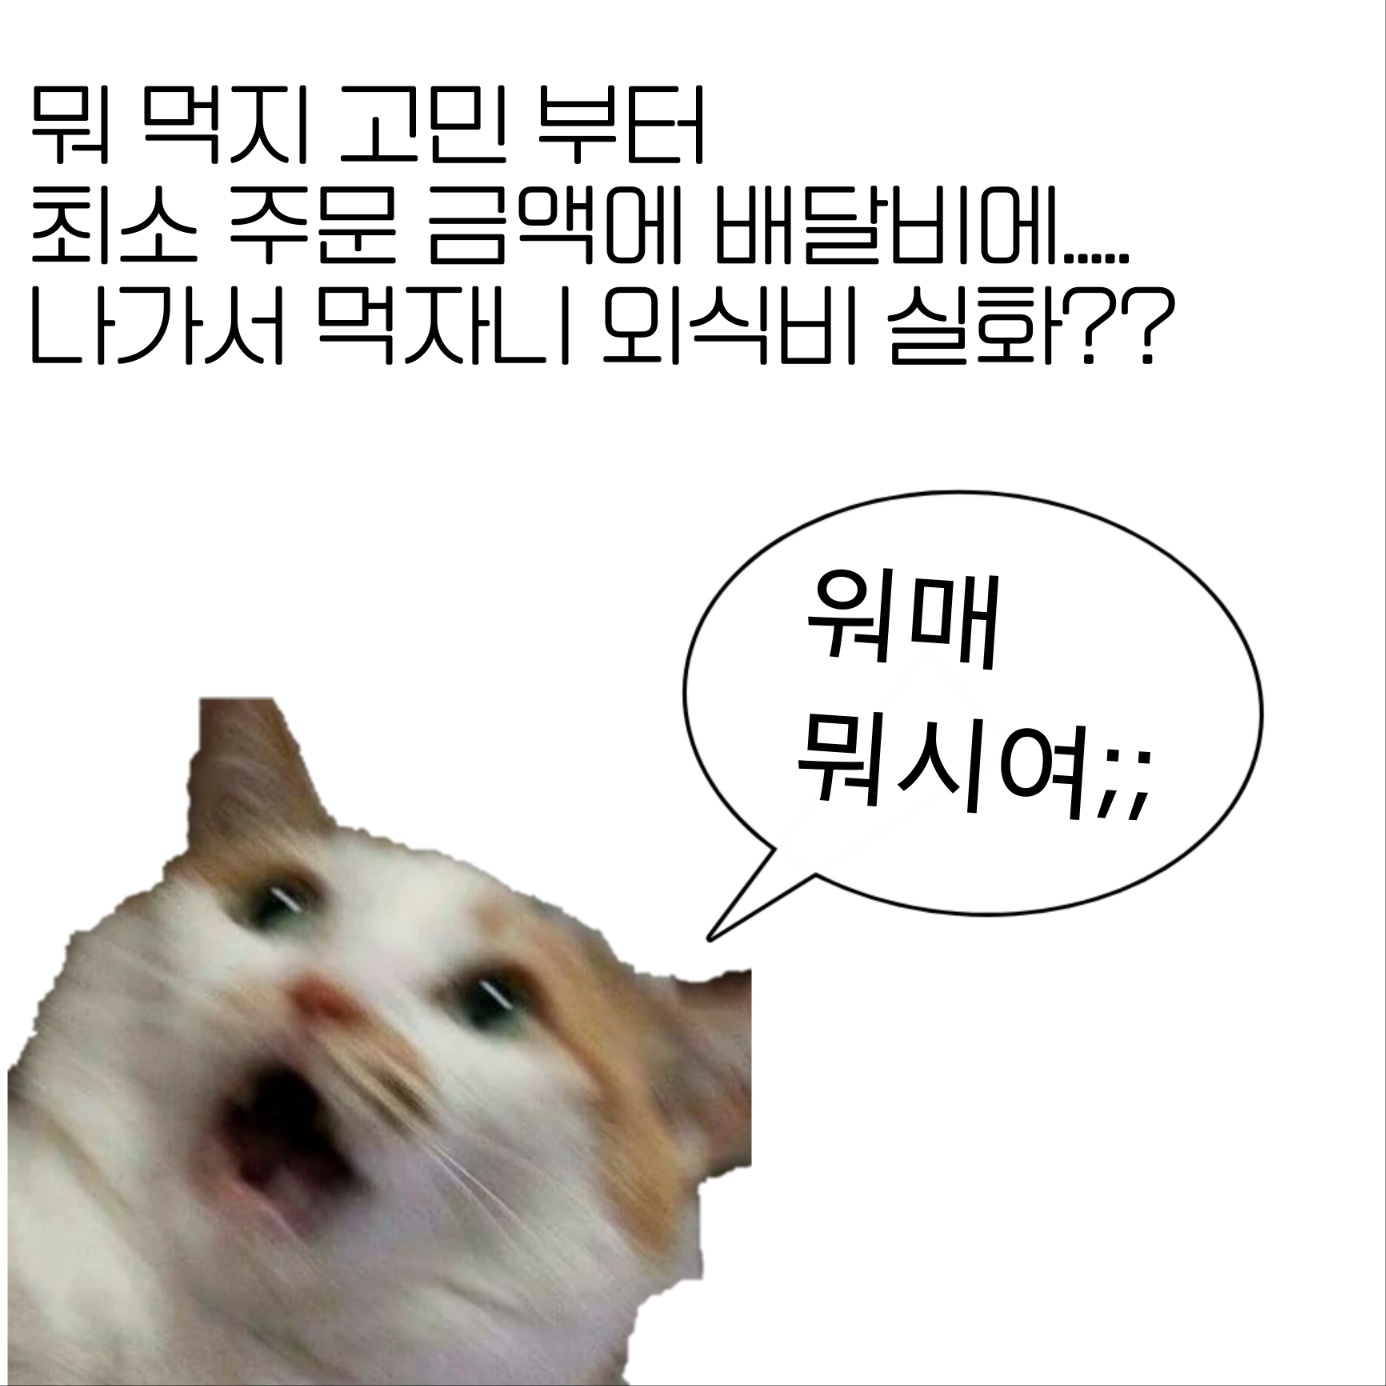 뭐 먹지 고민 부터
최소 주문 금액에 배달비에.....
나가서 먹자니 외식비 실화??
워매
뭐시여;;